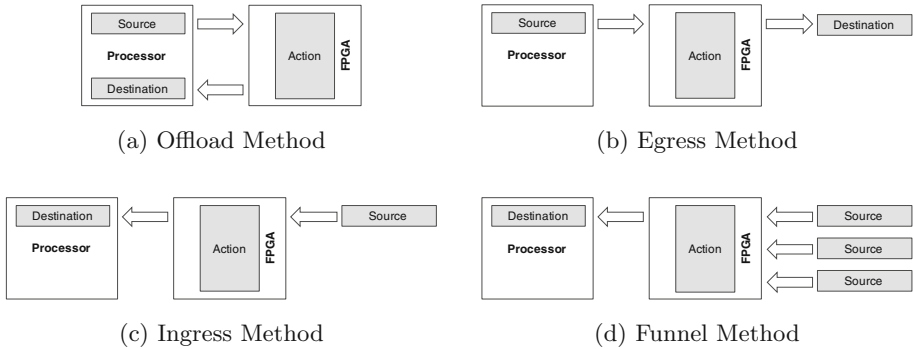 Source
Processor
Destination
Action
FPGA
(a) Offload Method
Source
Processor
Action
FPGA
Destination
(b) Egress Method
Destination
Processor
Action
FPGA
Source
(c) Ingress Method
Destination
Processor
Action
FPGA
Source
Source
Source
(d) Funnel Method